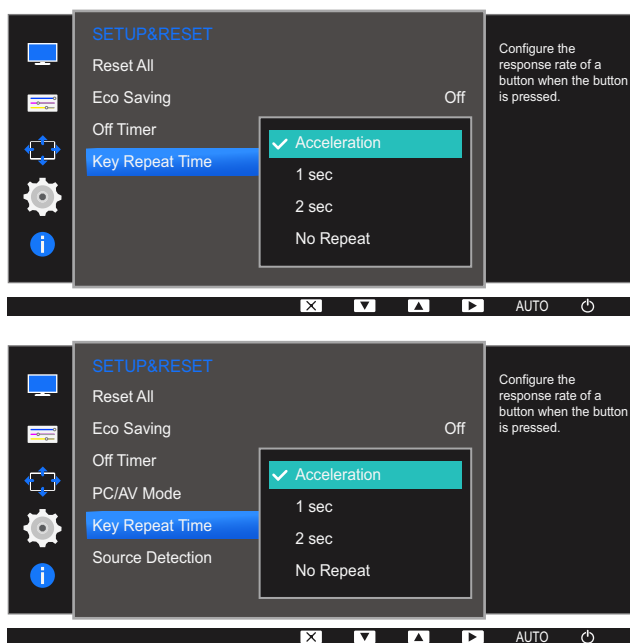 SETUP&RESET
Reset All
Eco Saving Off
Off Timer
Key Repeat Time
Acceleration
1 sec
2 sec
No Repeat
Configure the
response rate of a
button when the button
is pressed.
AUTO
SETUP&RESET
Reset All
Eco Saving Off
Off Timer
PC/AV Mode
Key Repeat Time
Source Detection
Acceleration
1 sec
2 sec
No Repeat
Configure the
response rate of a
button when the button
is pressed.
AUTO